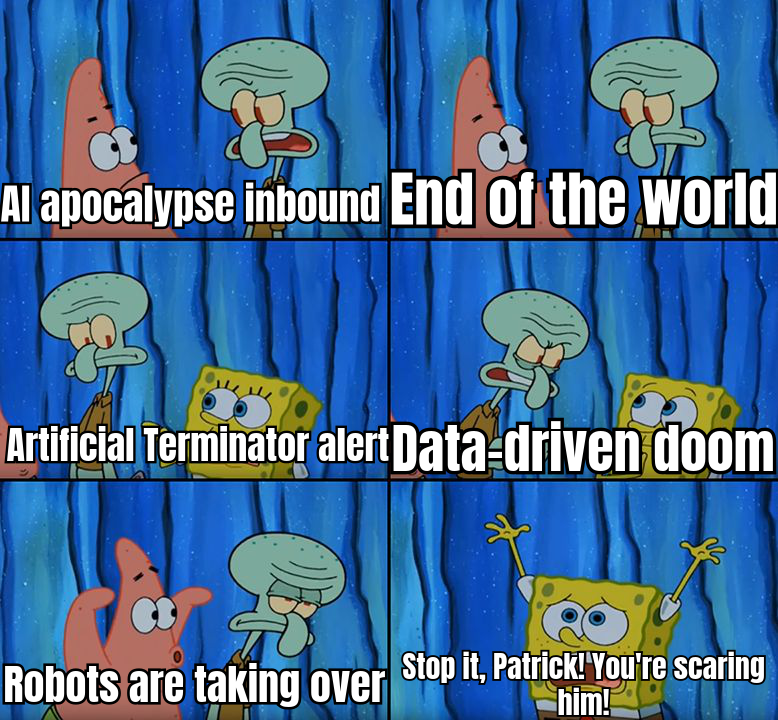 AI apocalypse inbound
End of the world
Artificial Terminator alert
Data-driven doom
Robots are taking over
Stop it, Patrick! You're scaring
him!